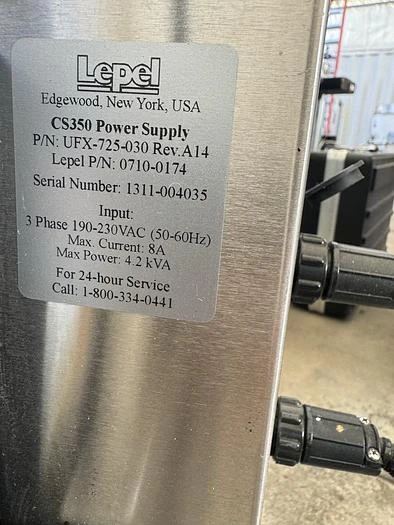 Lepel
Edgewood, New York, USA
CS350 Power Supply
P/N: UFX-725-030 Rev.A14
Lepel P/N: 0710-0174
Serial Number: 1311-004035
Input:
3 Phase 190-230VAC (50-60Hz)
Max. Current: 8A
Max Power: 4.2 kVA
For 24-hour Service
Call: 1-800-334-0441